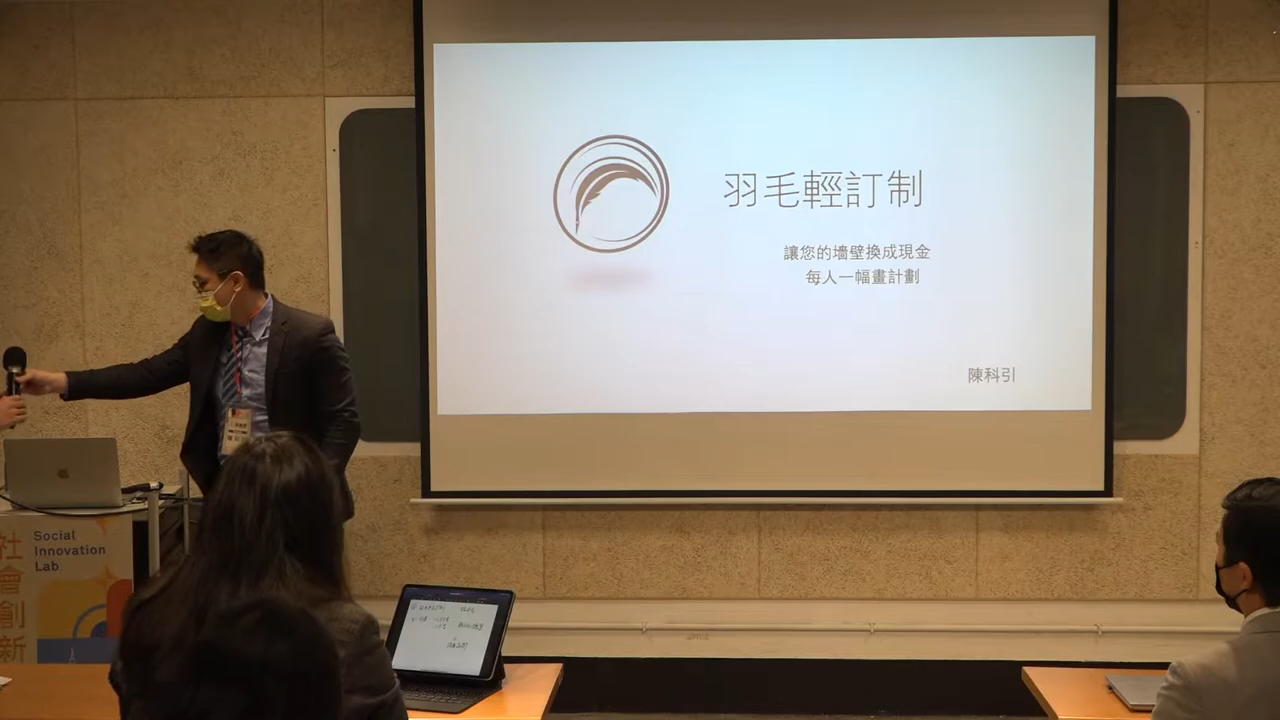 羽毛輕訂制
讓您的墻壁換成現金
每人一幅畫計劃
陳科引
Social
Innovation
Lab
社會創新